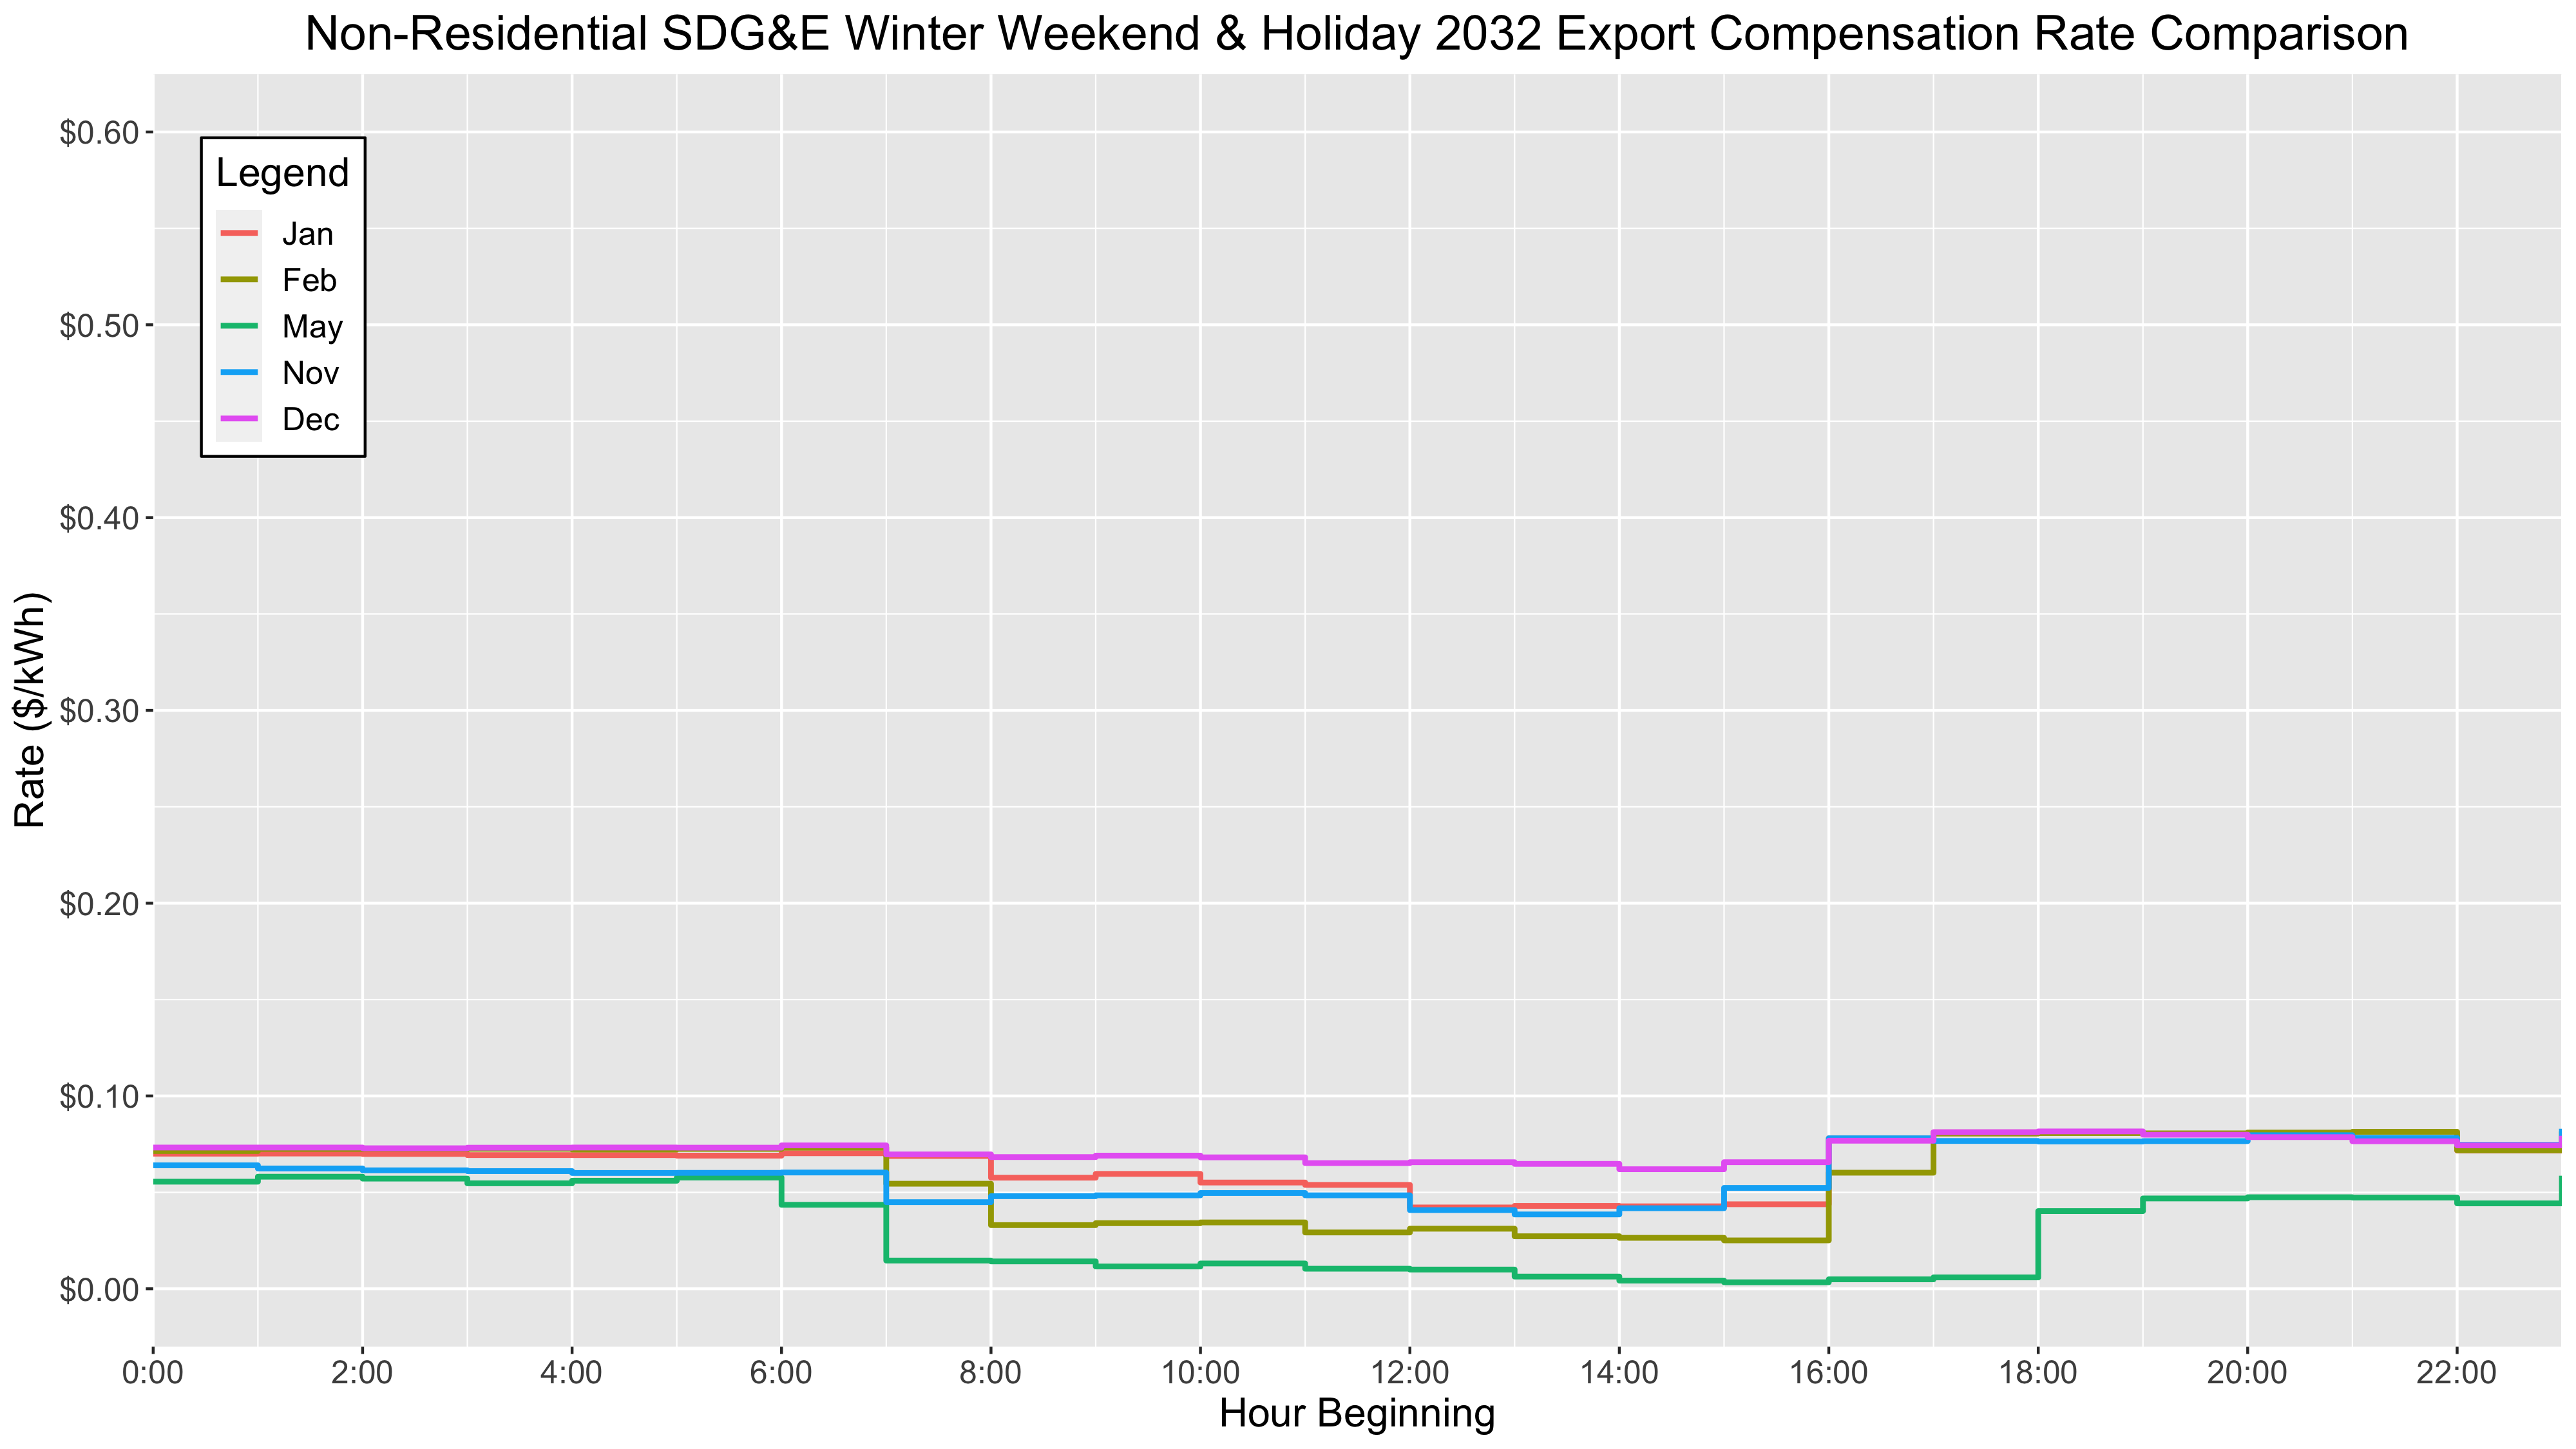 Non-Residential SDG&E Winter Weekend & Holiday 2032 Export Compensation Rate Comparison
Legend
Jan
Feb
May
Nov
Dec
Rate ($/kWh)
$0.60
$0.50
$0.40
$0.30
$0.20
$0.10
$0.00
0:00 2:00 4:00 6:00 8:00 10:00 12:00 14:00 16:00 18:00 20:00 22:00
Hour Beginning